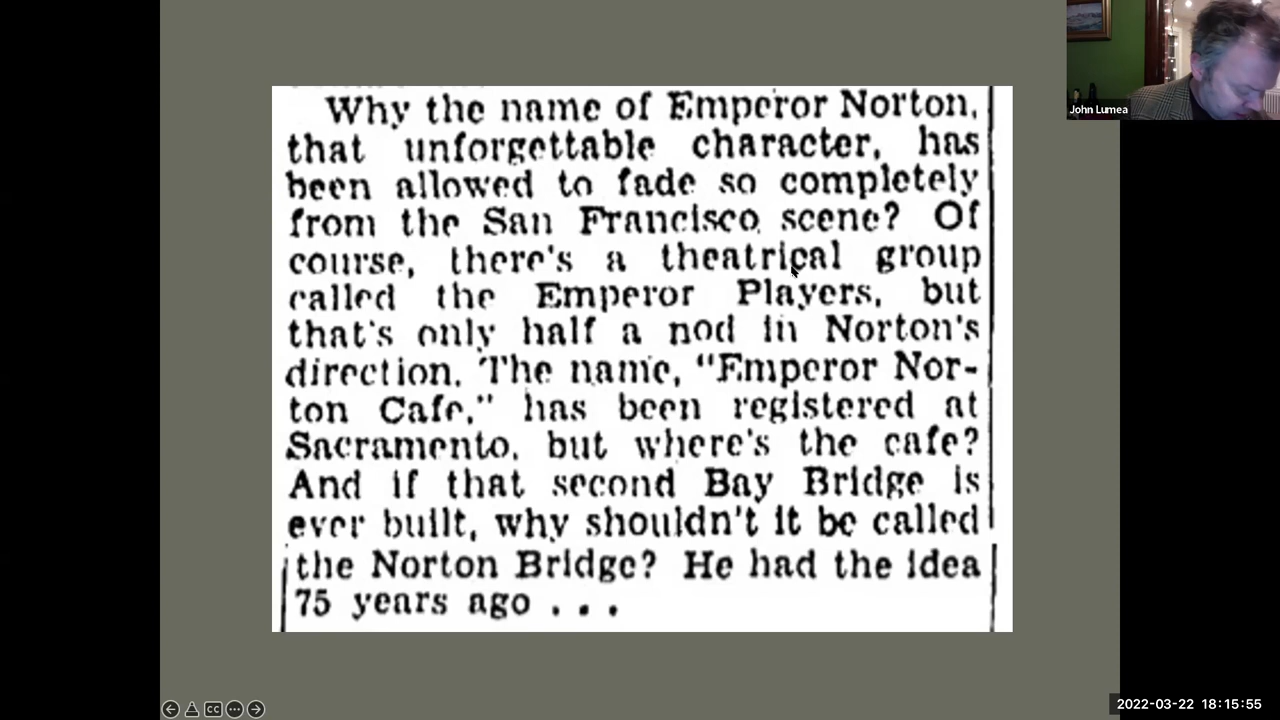 Why the name of Emperor Norton,
that unforgettable character, has
been allowed to fade so completely
from the San Francisco scene? Of
course, there's a theatrical group
called the Emperor Players, but
that's only half a nod in Norton's
direction. The name, "Emperor Nor-
ton Cafe," has been registered at
Sacramento, but where's the cafe?
And if that second Bay Bridge is
ever built, why shouldn't it be called
the Norton Bridge? He had the idea
75 years ago . . .
John Lumea
CC
2022-03-22 18:15:55